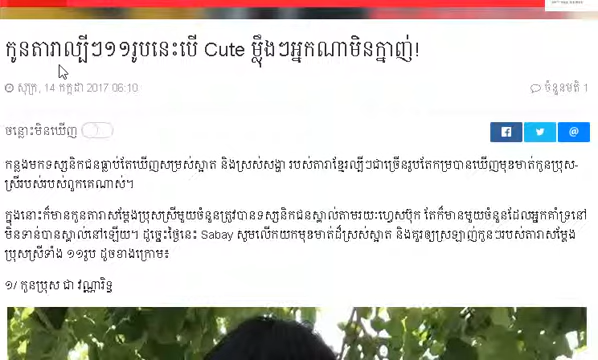 កូនតារាល្បីៗ១១រូបនេះបើ Cute ម្ល៉ឹងៗអ្នកណាមិនក្នាញ់!
សុក្រ, 14 កក្កដា 2017 06:10
ចំនួនមតិ 1
ចន្លោះមិនឃើញ
កន្លងមកទស្សនិកជនធ្លាប់តែឃើញសម្រស់ស្អាត និងស្រស់សង្ហា របស់តារាខ្មែរល្បីៗជាច្រើនរូបតែកម្របានឃើញមុខមាត់កូនប្រុស-
ស្រីរបស់របស់ពួកគេណាស់។
ក្នុងនោះក៏មានកូនតារាសម្ដែងប្រុសស្រីមួយចំនួនត្រូវបានទស្សនិកជនស្គាល់តាមរយៈហ្វេសប៊ុក តែក៏មានមួយចំនួនដែលអ្នកគាំទ្រនៅ
មិនទាន់បានស្គាល់នៅឡើយ។ ដូច្នេះថ្ងៃនេះ Sabay សូមលើកយកមុខមាត់ដ៏ស្រស់ស្អាត និងគួរឲ្យស្រឡាញ់កូនៗរបស់តារាសម្ដែង
ប្រុសស្រីទាំង ១១រូប ដូចខាងក្រោម៖
១/ កូនប្រុស ជា វណ្ណារិទ្ធ